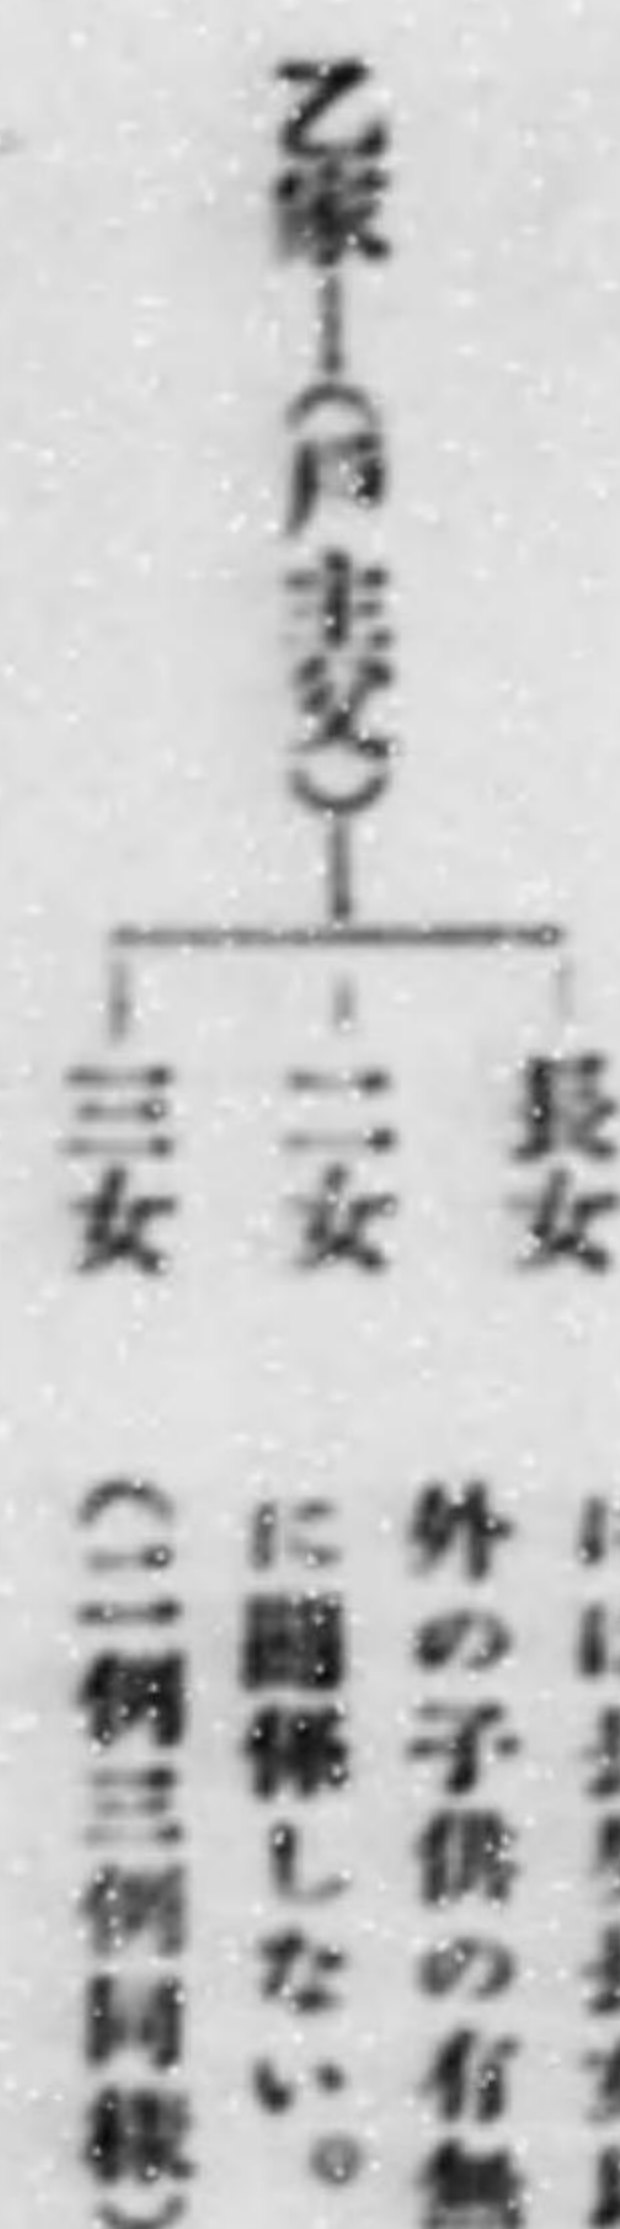 乙家―(戸主父)
長女
二女
三女
外の子供の有無
に關係しない。
(二例三例同樣)